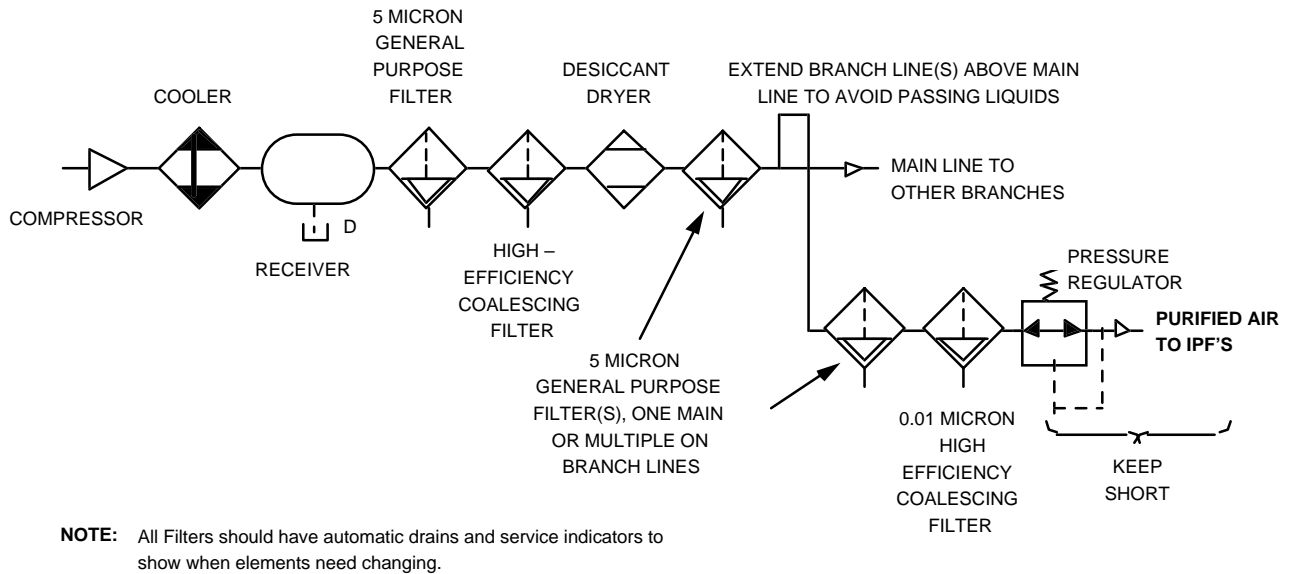 5 MICRON
GENERAL
PURPOSE
FILTER
COOLER
DESICCANT
DRYER
EXTEND BRANCH LINE(S) ABOVE MAIN
LINE TO AVOID PASSING LIQUIDS
MAIN LINE TO
OTHER BRANCHES
COMPRESSOR
D
RECEIVER
HIGH –
EFFICIENCY
COALESCING
FILTER
PRESSURE
REGULATOR
PURIFIED AIR
TO IPF'S
5 MICRON
GENERAL PURPOSE
FILTER(S), ONE MAIN
OR MULTIPLE ON
BRANCH LINES
0.01 MICRON
HIGH
EFFICIENCY
COALESCING
FILTER
KEEP
SHORT
NOTE: All Filters should have automatic drains and service indicators to
show when elements need changing.